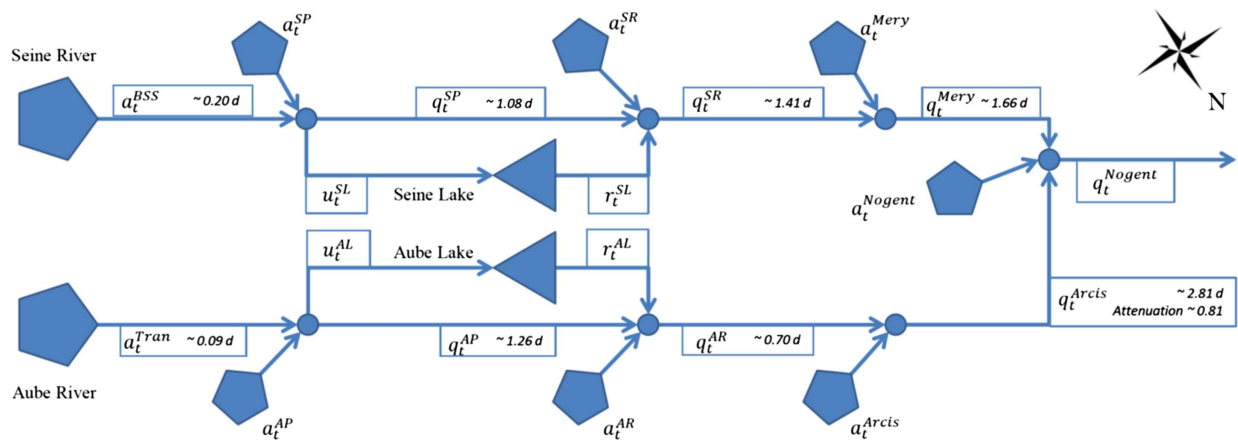 a_t^{SP}
a_t^{SR}
a_t^{Mery}
Seine River
a_t^{BSS} ~ 0.20 d
q_t^{SP} ~ 1.08 d
q_t^{SR} ~ 1.41 d
q_t^{Mery} ~ 1.66 d
N
u_t^{SL}
Seine Lake
r_t^{SL}
a_t^{Nogent}
q_t^{Nogent}
u_t^{AL}
Aube Lake
r_t^{AL}
q_t^{Arcis} ~ 2.81 d
Attenuation ~ 0.81
a_t^{Tran} ~ 0.09 d
q_t^{AP} ~ 1.26 d
q_t^{AR} ~ 0.70 d
Aube River
a_t^{AP}
a_t^{AR}
a_t^{Arcis}